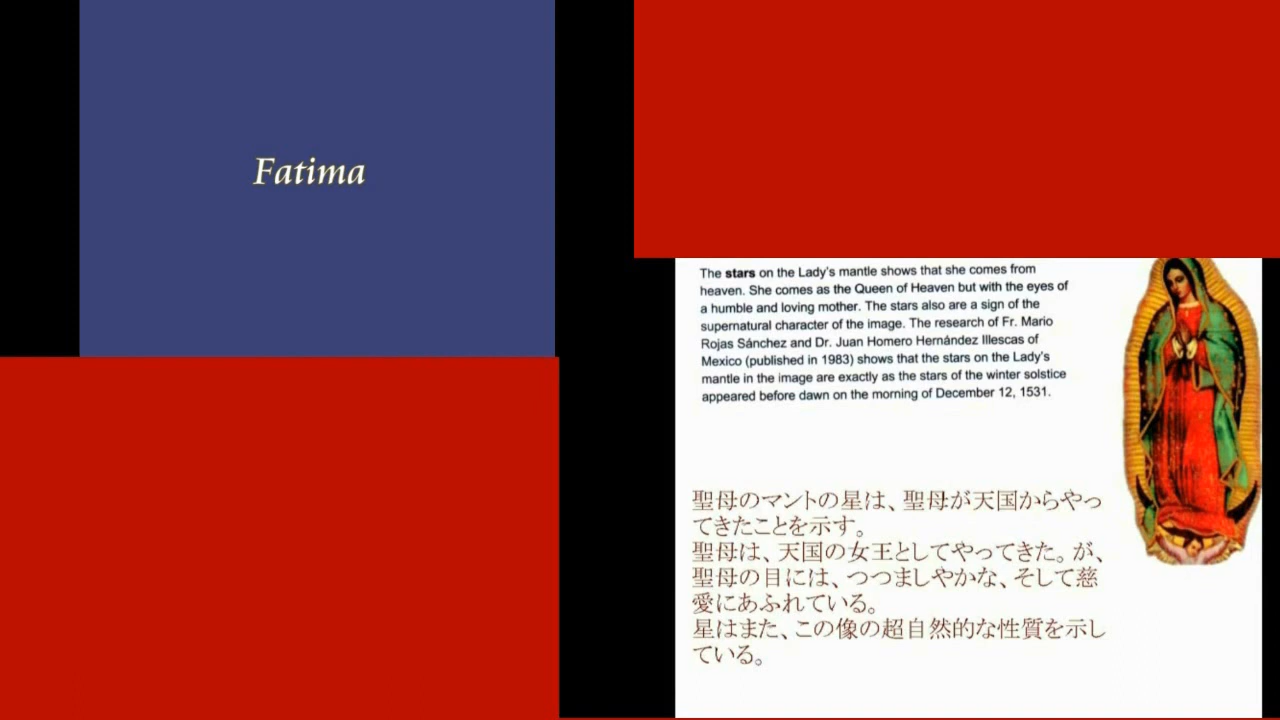 Fatima
The stars on the Lady's mantle shows that she comes from
heaven. She comes as the Queen of Heaven but with the eyes of
a humble and loving mother. The stars also are a sign of the
supernatural character of the image. The research of Fr. Mario
Rojas Sánchez and Dr. Juan Homero Hernández Illescas of
Mexico (published in 1983) shows that the stars on the Lady's
mantle in the image are exactly as the stars of the winter solstice
appeared before dawn on the morning of December 12, 1531.
聖母のマントの星は、聖母が天国からやっ
てきたことを示す。
聖母は、天国の女王としてやってきた。が、
聖母の目には、つつましやかな、そして慈
愛にあふれている。
星はまた、この像の超自然的な性質を示し
ている。